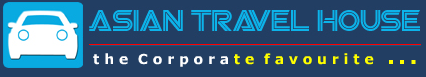 ASIAN TRAVEL HOUSE
the Corporate favourite ...